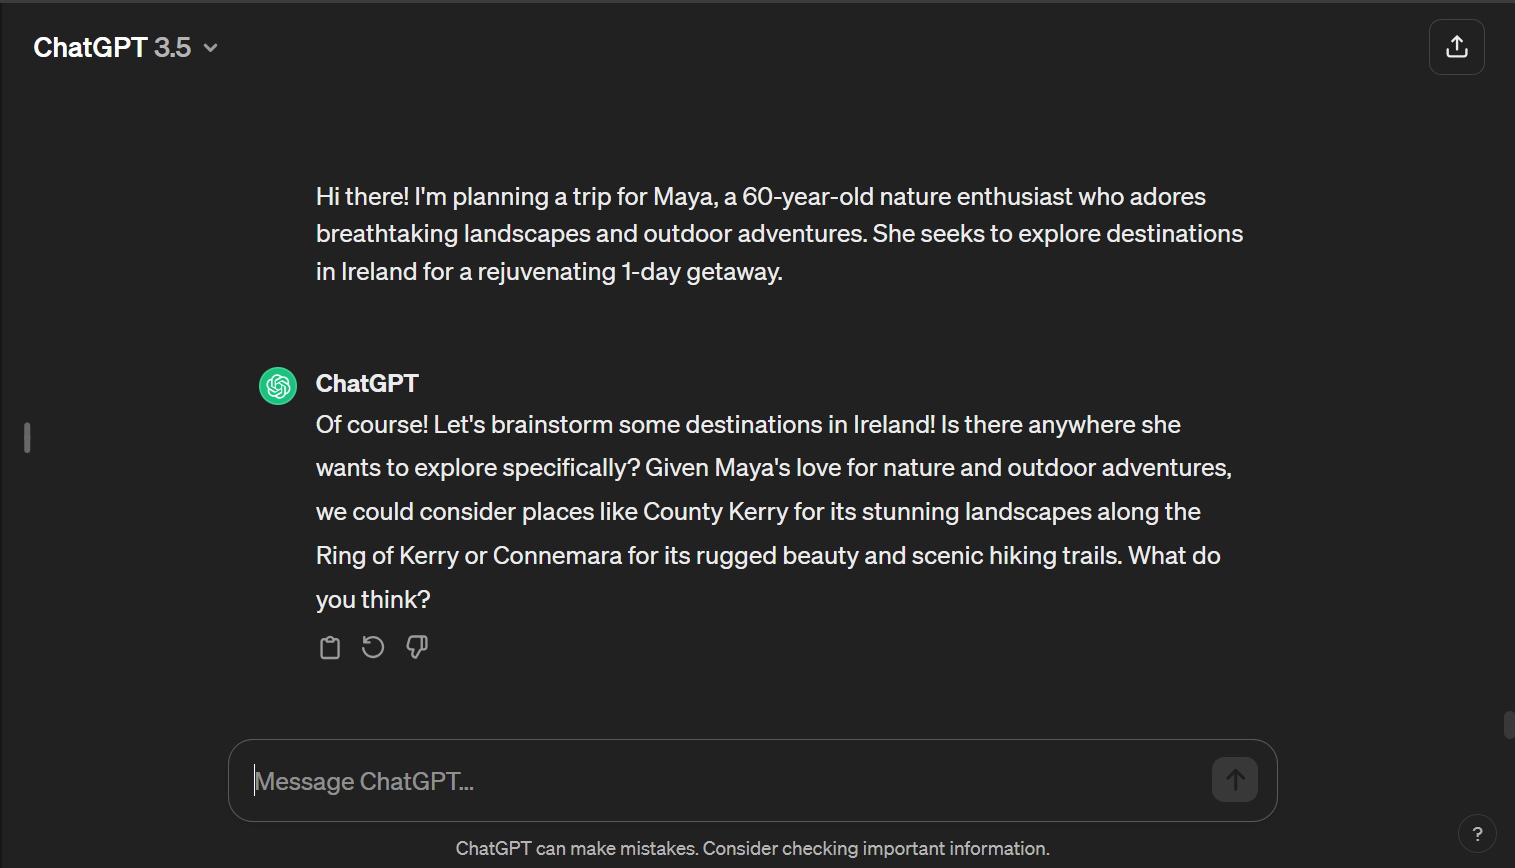 ChatGPT 3.5
Hi there! I'm planning a trip for Maya, a 60-year-old nature enthusiast who adores
breathtaking landscapes and outdoor adventures. She seeks to explore destinations
in Ireland for a rejuvenating 1-day getaway.
ChatGPT
Of course! Let's brainstorm some destinations in Ireland! Is there anywhere she
wants to explore specifically? Given Maya's love for nature and outdoor adventures,
we could consider places like County Kerry for its stunning landscapes along the
Ring of Kerry or Connemara for its rugged beauty and scenic hiking trails. What do
you think?
Message ChatGPT...
ChatGPT can make mistakes. Consider checking important information.
?